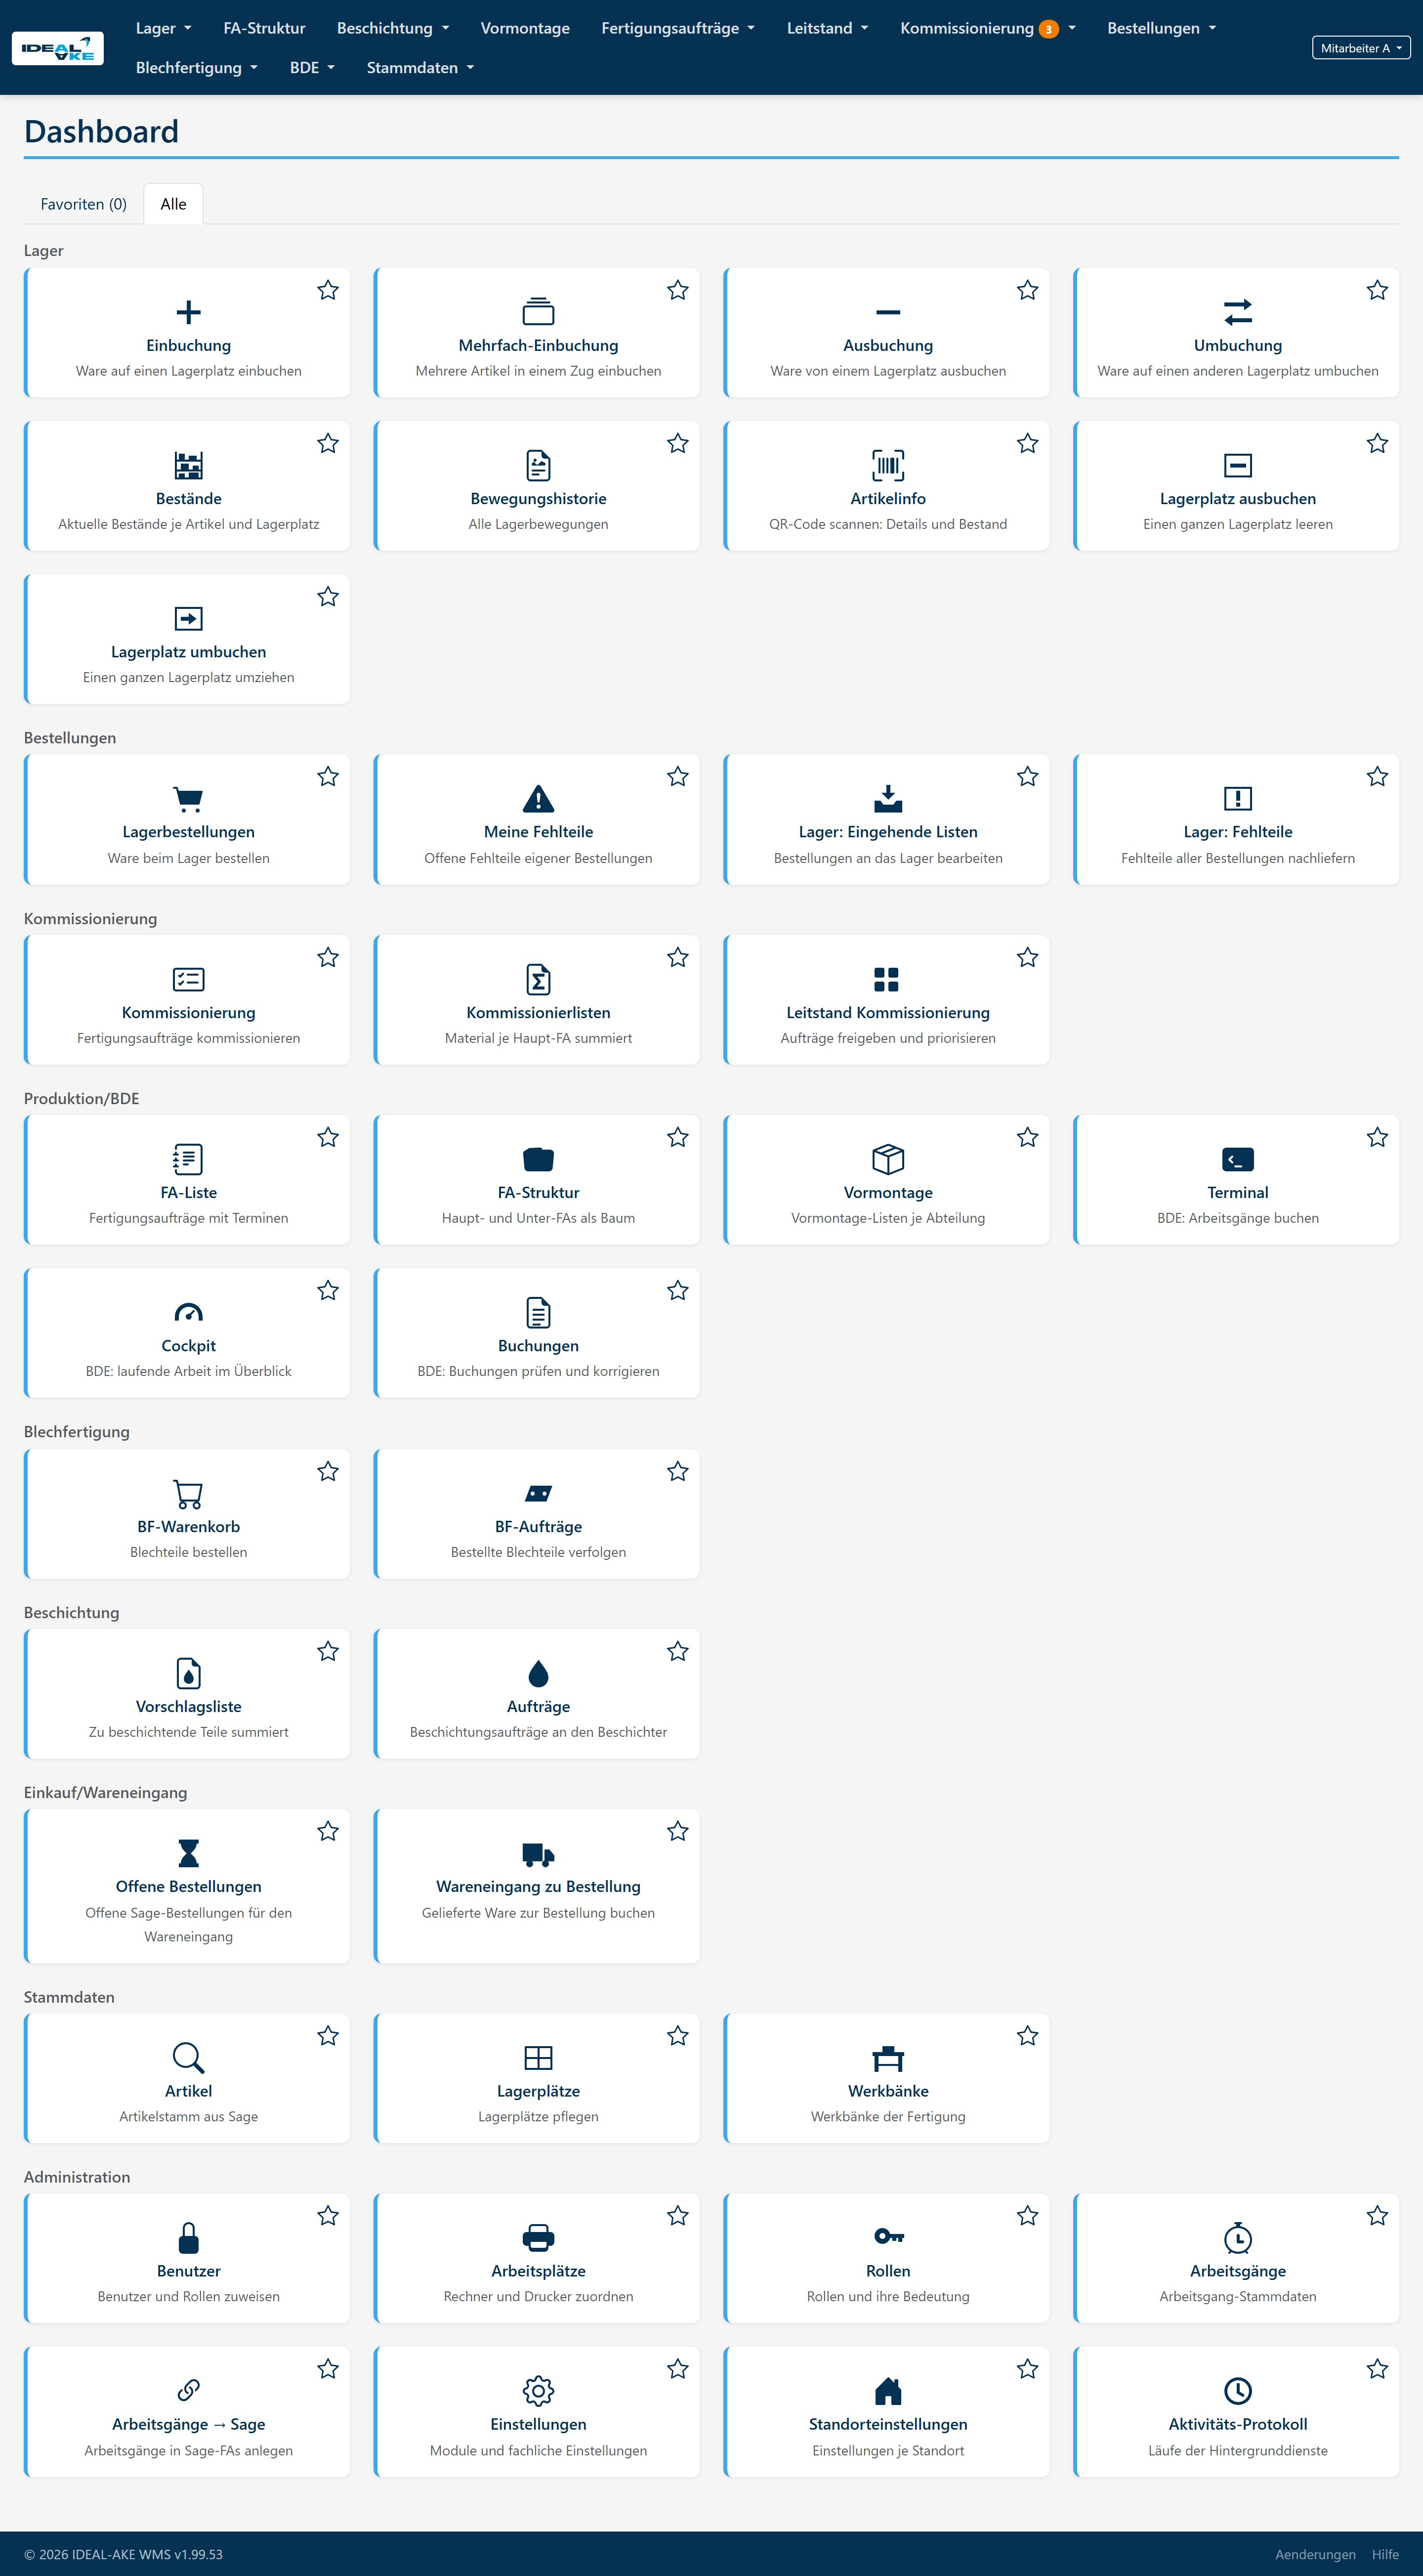 IDEAL AKE
Lager
FA-Struktur
Beschichtung
Vormontage
Fertigungsaufträge
Leitstand
Kommissionierung 3
Bestellungen
Mitarbeiter A
Blechfertigung
BDE
Stammdaten
Dashboard
Favoriten (0)
Alle
Lager
Einbuchung
Ware auf einen Lagerplatz einbuchen
Mehrfach-Einbuchung
Mehrere Artikel in einem Zug einbuchen
Ausbuchung
Ware von einem Lagerplatz ausbuchen
Umbuchung
Ware auf einen anderen Lagerplatz umbuchen
Bestände
Aktuelle Bestände je Artikel und Lagerplatz
Bewegungshistorie
Alle Lagerbewegungen
Artikelinfo
QR-Code scannen: Details und Bestand
Lagerplatz ausbuchen
Einen ganzen Lagerplatz leeren
Lagerplatz umbuchen
Einen ganzen Lagerplatz umziehen
Bestellungen
Lagerbestellungen
Ware beim Lager bestellen
Meine Fehlteile
Offene Fehlteile eigener Bestellungen
Lager: Eingehende Listen
Bestellungen an das Lager bearbeiten
Lager: Fehlteile
Fehlteile aller Bestellungen nachliefern
Kommissionierung
Kommissionierung
Fertigungsaufträge kommissionieren
Kommissionierlisten
Material je Haupt-FA summiert
Leitstand Kommissionierung
Aufträge freigeben und priorisieren
Produktion/BDE
FA-Liste
Fertigungsaufträge mit Terminen
FA-Struktur
Haupt- und Unter-FAs als Baum
Vormontage
Vormontage-Listen je Abteilung
Terminal
BDE: Arbeitsgänge buchen
Cockpit
BDE: laufende Arbeit im Überblick
Buchungen
BDE: Buchungen prüfen und korrigieren
Blechfertigung
BF-Warenkorb
Blechteile bestellen
BF-Aufträge
Bestellte Blechteile verfolgen
Beschichtung
Vorschlagsliste
Zu beschichtende Teile summiert
Aufträge
Beschichtungsaufträge an den Beschichter
Einkauf/Wareneingang
Offene Bestellungen
Offene Sage-Bestellungen für den
Wareneingang
Wareneingang zu Bestellung
Gelieferte Ware zur Bestellung buchen
Stammdaten
Artikel
Artikelstamm aus Sage
Lagerplätze
Lagerplätze pflegen
Werkbänke
Werkbänke der Fertigung
Administration
Benutzer
Benutzer und Rollen zuweisen
Arbeitsplätze
Rechner und Drucker zuordnen
Rollen
Rollen und ihre Bedeutung
Arbeitsgänge
Arbeitsgang-Stammdaten
Arbeitsgänge → Sage
Arbeitsgänge in Sage-FAs anlegen
Einstellungen
Module und fachliche Einstellungen
Standorteinstellungen
Einstellungen je Standort
Aktivitäts-Protokoll
Läufe der Hintergrunddienste
© 2026 IDEAL-AKE WMS v1.99.53
Aenderungen
Hilfe